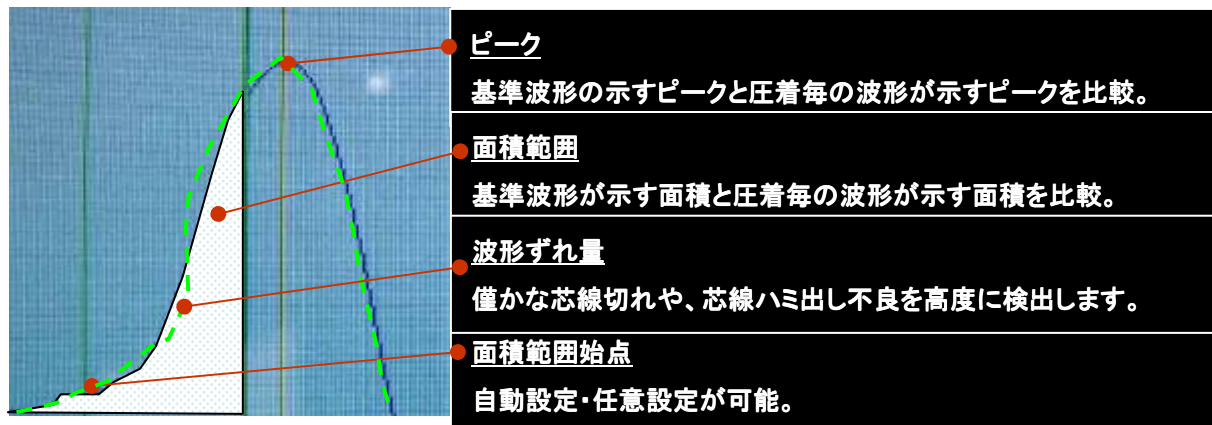 ピーク
基準波形の示すピークと圧着毎の波形が示すピークを比較。
面積範囲
基準波形が示す面積と圧着毎の波形が示す面積を比較。
波形ずれ量
僅かな芯線切れや、芯線ハミ出し不良を高度に検出します。
面積範囲始点
自動設定・任意設定が可能。